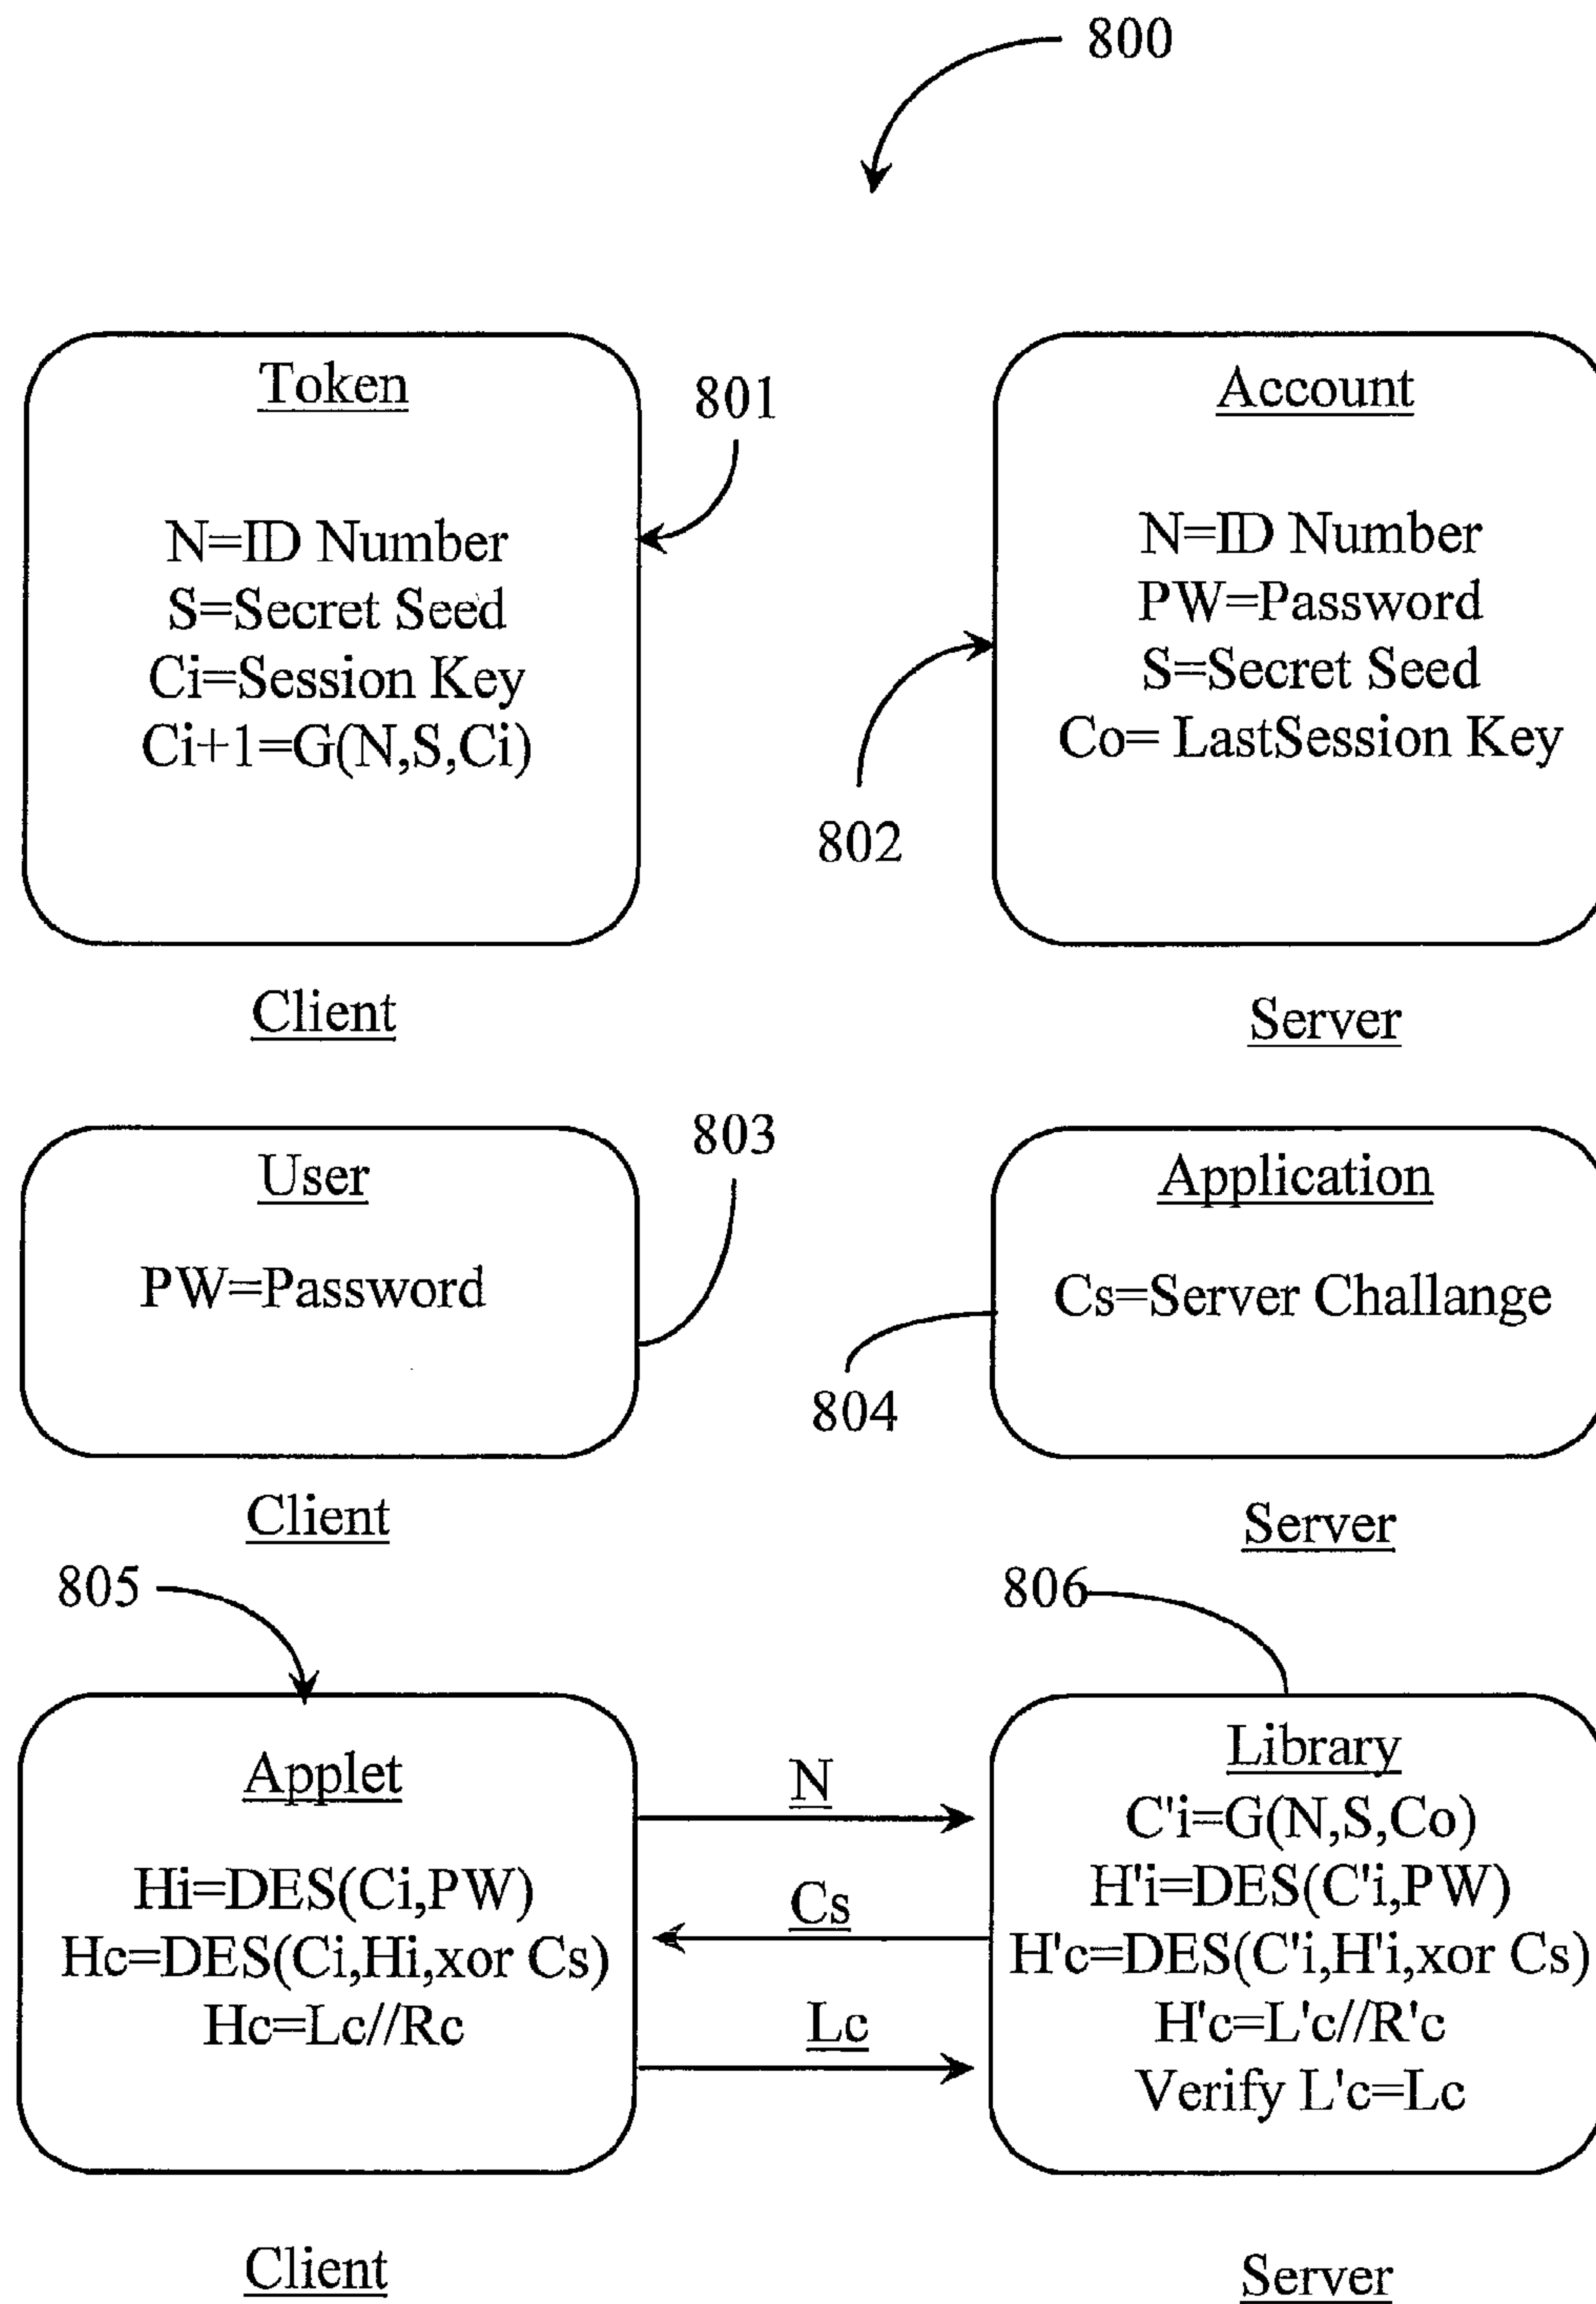 800
Token
N=ID Number
S=Secret Seed
Ci=Session Key
Ci+1=G(N,S,Ci)
801
Account
N=ID Number
PW=Password
S=Secret Seed
Co= LastSession Key
802
Client
Server
User
PW=Password
803
Application
Cs=Server Challange
804
Client
Server
805
806
Applet
Hi=DES(Ci,PW)
Hc=DES(Ci,Hi,xor Cs)
Hc=Lc//Rc
N
Cs
Lc
Library
C'i=G(N,S,Co)
H'i=DES(C'i,PW)
H'c=DES(C'i,H'i,xor Cs)
H'c=L'c//R'c
Verify L'c=Lc
Client
Server